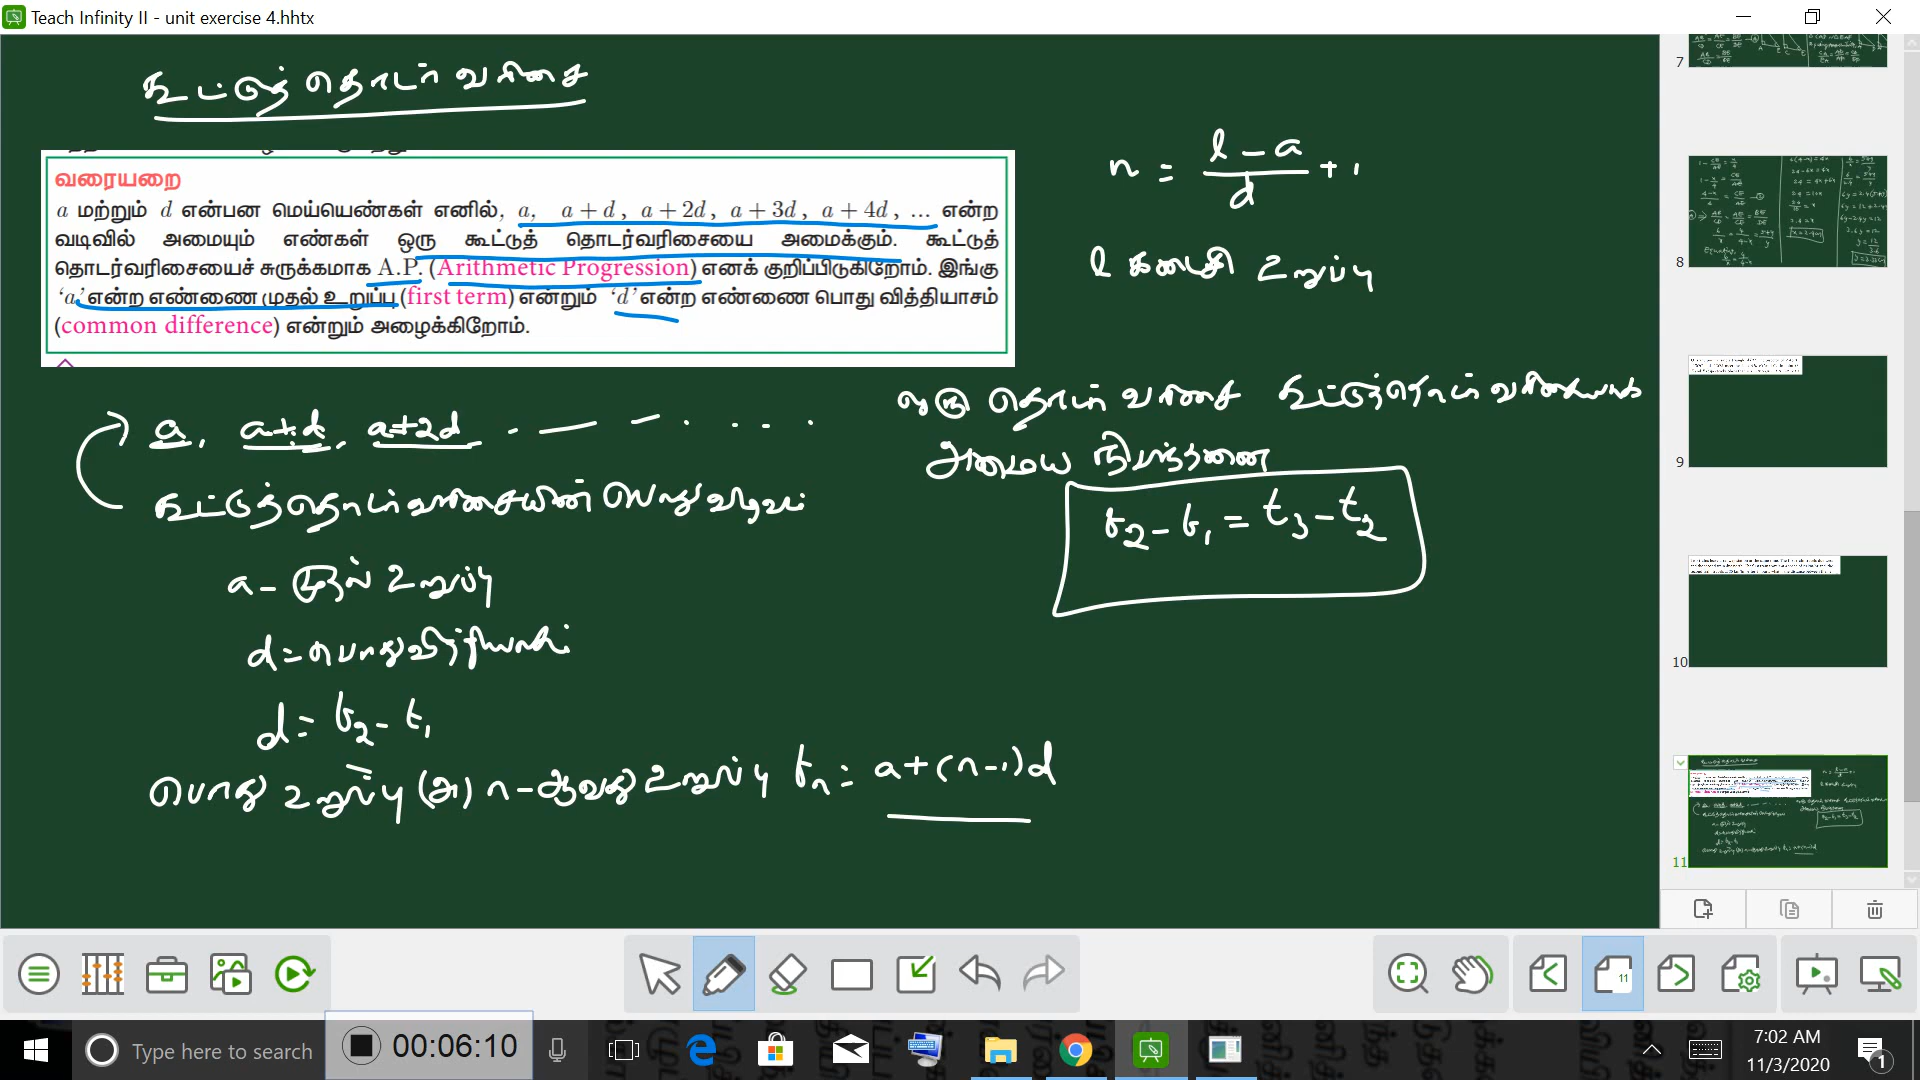 Teach Infinity II - unit exercise 4.hhtx
கூட்டுத் தொடர் வரிசை
வரையறை
a மற்றும் d என்பன மெய்யெண்கள் எனில், a, a + d, a + 2d, a + 3d, a + 4d, ... என்ற
வடிவில் அமையும் எண்கள் ஒரு கூட்டுத் தொடர்வரிசையை அமைக்கும். கூட்டுத்
தொடர்வரிசையைச் சுருக்கமாக A.P. (Arithmetic Progression) எனக் குறிப்பிடுகிறோம். இங்கு
‘a’ என்ற எண்ணை முதல் உறுப்பு (first term) என்றும் ‘d’ என்ற எண்ணை பொது வித்தியாசம்
(common difference) என்றும் அழைக்கிறோம்.
n = (l - a)/d + 1
l கடைசி உறுப்பு
a, a+d, a+2d, ...
கூட்டுத்தொடர்வரிசையின் பொது வடிவம்
a - முதல் உறுப்பு
d = பொது வித்தியாசம்
d = t2 - t1
பொது உறுப்பு (அ) n-ஆவது உறுப்பு tn = a+(n-1)d
ஒரு தொடர் வரிசை கூட்டுத்தொடர் வரிசையாக
அமைய நிபந்தனை
t2 - t1 = t3 - t2
7
8
9
10
11
11
Type here to search
00:06:10
7:02 AM
11/3/2020
1